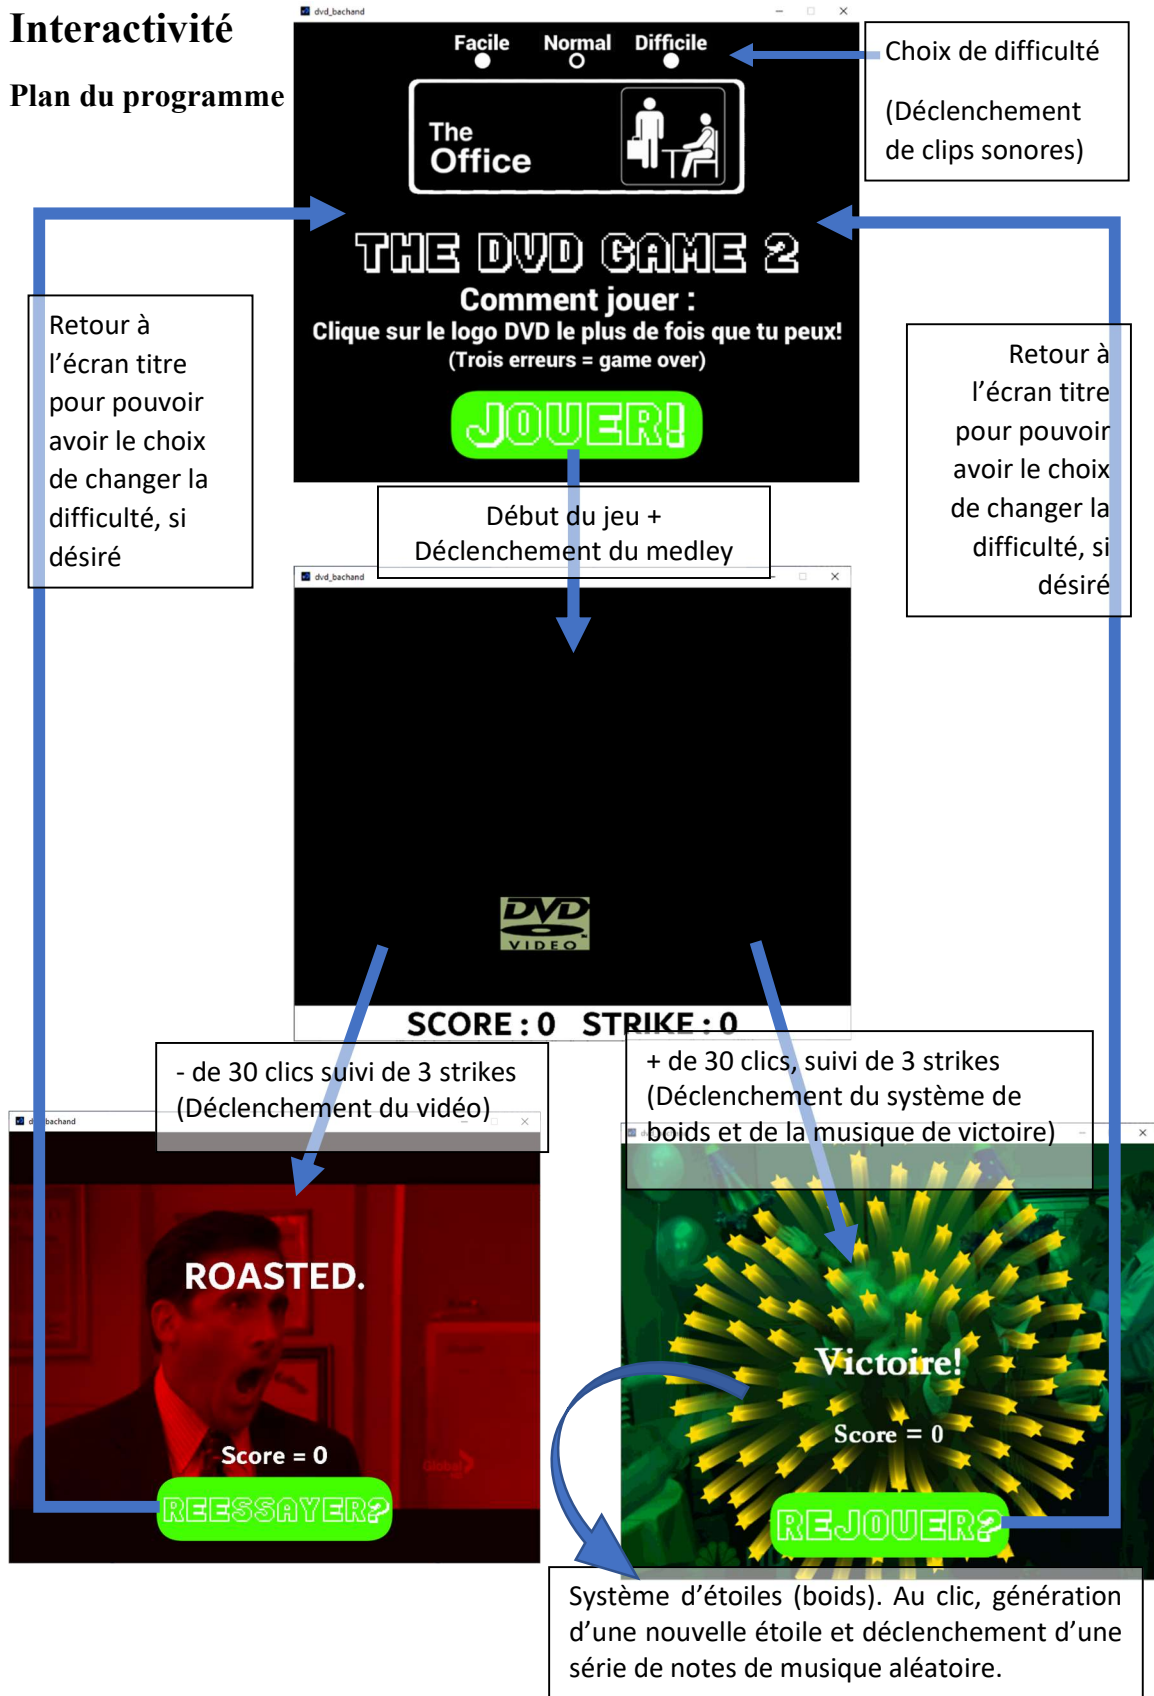 Interactivité
Plan du programme
dvd_bachand
Facile Normal Difficile
The
Office
THE DVD GAME 2
Comment jouer :
Clique sur le logo DVD le plus de fois que tu peux!
(Trois erreurs = game over)
JOUER!
Choix de difficulté
(Déclenchement
de clips sonores)
Retour à
l’écran titre
pour pouvoir
avoir le choix
de changer la
difficulté, si
désiré
Retour à
l’écran titre
pour pouvoir
avoir le choix
de changer la
difficulté, si
désiré
Début du jeu +
Déclenchement du medley
dvd_bachand
DVD
VIDEO
SCORE : 0 STRIKE : 0
- de 30 clics suivi de 3 strikes
(Déclenchement du vidéo)
+ de 30 clics, suivi de 3 strikes
(Déclenchement du système de
boids et de la musique de victoire)
ROASTED.
Score = 0
Global
REESSAYER?
Victoire!
Score = 0
REJOUER?
Système d’étoiles (boids). Au clic, génération
d’une nouvelle étoile et déclenchement d’une
série de notes de musique aléatoire.